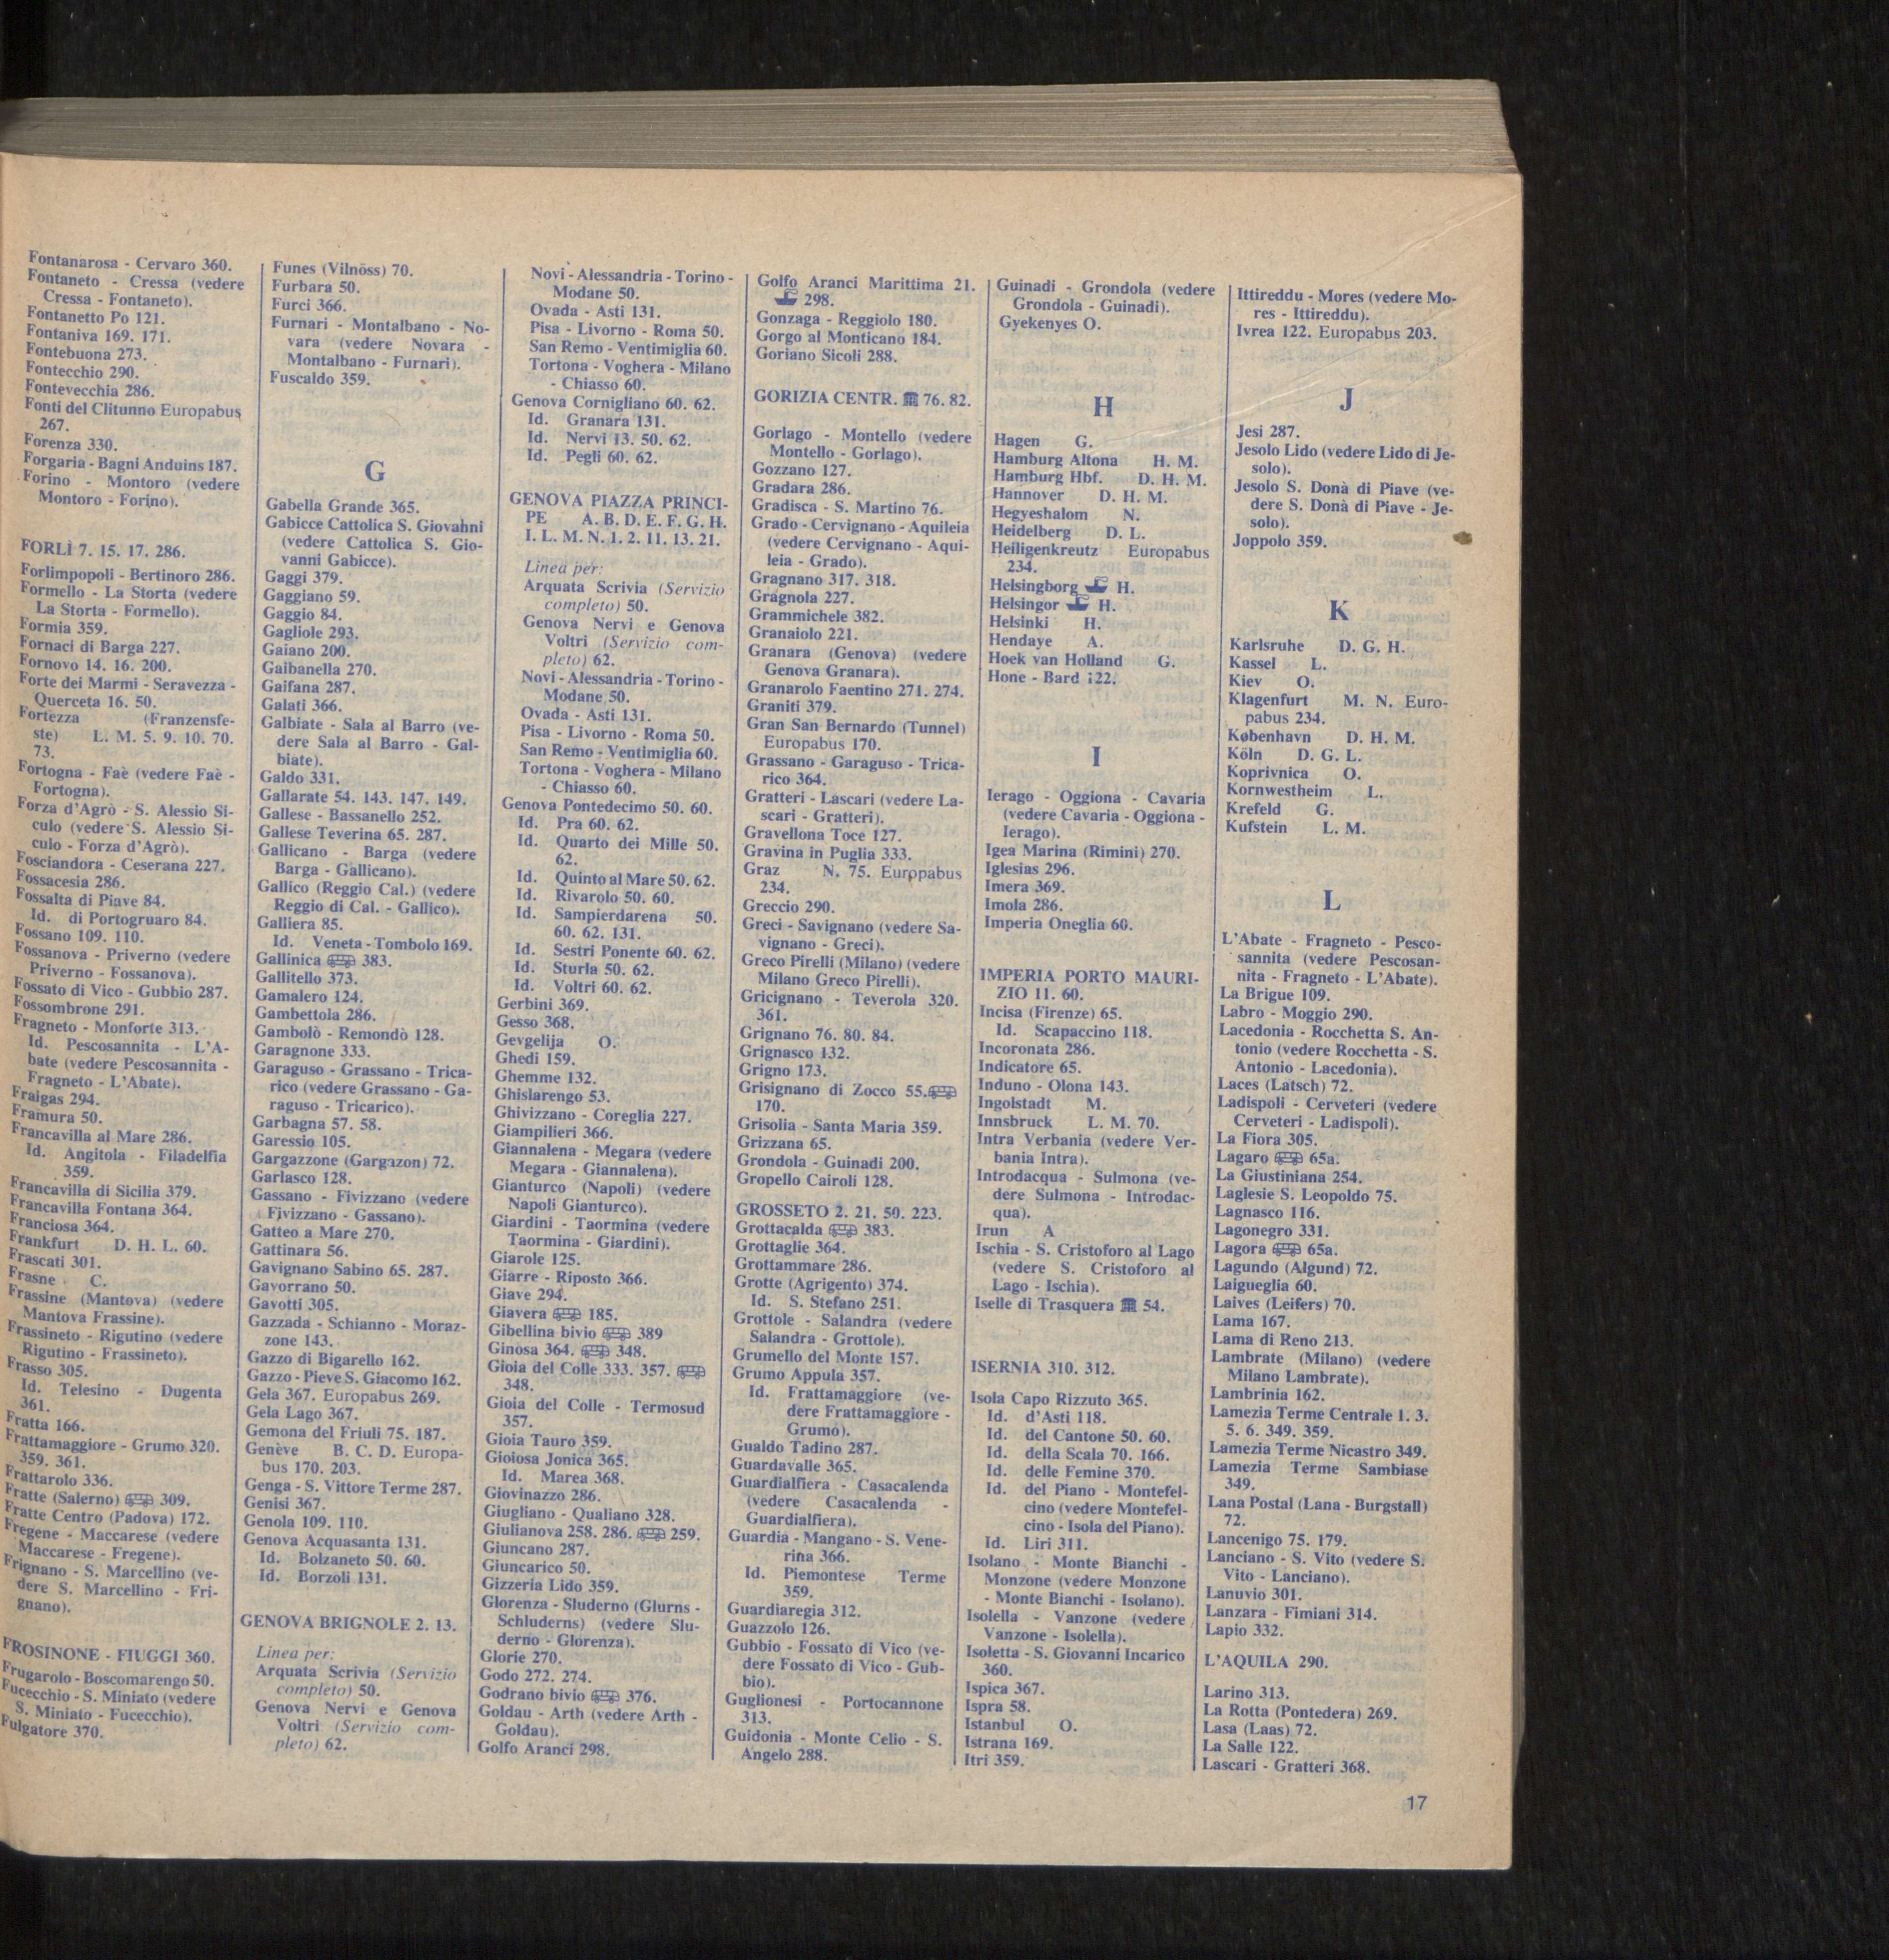 Fontanarosa - Cervaro 360.
Fontaneto - Cressa (vedere
Cressa - Fontaneto).
Fontanetto Po 121.
Fontaniva 169. 171.
Fontebuona 273.
Fontecchio 290.
Fontevecchia 286.
Fonti del Clitunno Europabus
267.
Forenza 330.
Forgaria - Bagni Anduins 187.
Forino - Montoro (vedere
Montoro - Forino).
FORLÌ 7. 15. 17. 286.
Forlimpopoli - Bertinoro 286.
Formello - La Storta (vedere
La Storta - Formello).
Formia 359.
Fornaci di Barga 227.
Fornovo 14. 16. 200.
Forte dei Marmi - Seravezza -
Querceta 16. 50.
Fortezza (Franzensfe-
ste) L. M. 5. 9. 10. 70.
73.
Fortogna - Faè (vedere Faè -
Fortogna).
Forza d'Agrò - S. Alessio Si-
culo (vedere S. Alessio Si-
culo - Forza d'Agrò).
Fosciandora - Ceserana 227.
Fossacesia 286.
Fossalta di Piave 84.
Id. di Portogruaro 84.
Fossano 109. 110.
Fossanova - Priverno (vedere
Priverno - Fossanova).
Fossato di Vico - Gubbio 287.
Fossombrone 291.
Fragneto - Monforte 313.
Id. Pescosannita - L'A-
bate (vedere Pescosannita -
Fragneto - L'Abate).
Fraigas 294.
Framura 50.
Francavilla al Mare 286.
Id. Angitola - Filadelfia
359.
Francavilla di Sicilia 379.
Francavilla Fontana 364.
Franciosa 364.
Frankfurt D. H. L. 60.
Frascati 301.
Frasne C.
Frassine (Mantova) (vedere
Mantova Frassine).
Frassineto - Rigutino (vedere
Rigutino - Frassineto).
Frasso 305.
Id. Telesino - Dugenta
361.
Fratta 166.
Frattamaggiore - Grumo 320.
359. 361.
Frattarolo 336.
Fratte (Salerno) 309.
Fratte Centro (Padova) 172.
Fregene - Maccarese (vedere
Maccarese - Fregene).
Frignano - S. Marcellino (ve-
dere S. Marcellino - Fri-
gnano).
FROSINONE - FIUGGI 360.
Frugarolo - Boscomarengo 50.
Fucecchio - S. Miniato (vedere
S. Miniato - Fucecchio).
Fulgatore 370.
Funes (Vilnöss) 70.
Furbara 50.
Furci 366.
Furnari - Montalbano - No-
vara (vedere Novara -
Montalbano - Furnari).
Fuscaldo 359.
G
Gabella Grande 365.
Gabicce Cattolica S. Giovahni
(vedere Cattolica S. Gio-
vanni Gabicce).
Gaggi 379.
Gaggiano 59.
Gaggio 84.
Gagliole 293.
Gaiano 200.
Gaibanella 270.
Gaifana 287.
Galati 366.
Galbiate - Sala al Barro (ve-
dere Sala al Barro - Gal-
biate).
Galdo 331.
Gallarate 54. 143. 147. 149.
Gallese - Bassanello 252.
Gallese Teverina 65. 287.
Gallicano - Barga (vedere
Barga - Gallicano).
Gallico (Reggio Cal.) (vedere
Reggio di Cal. - Gallico).
Galliera 85.
Id. Veneta - Tombolo 169.
Gallinica 383.
Gallitello 373.
Gamalero 124.
Gambettola 286.
Gambolò - Remondò 128.
Garagnone 333.
Garaguso - Grassano - Trica-
rico (vedere Grassano - Ga-
raguso - Tricarico).
Garbagna 57. 58.
Garessio 105.
Gargazzone (Gargazon) 72.
Garlasco 128.
Gassano - Fivizzano (vedere
Fivizzano - Gassano).
Gatteo a Mare 270.
Gattinara 56.
Gavignano Sabino 65. 287.
Gavorrano 50.
Gavotti 305.
Gazzada - Schianno - Moraz-
zone 143.
Gazzo di Bigarello 162.
Gazzo - Pieve S. Giacomo 162.
Gela 367. Europabus 269.
Gela Lago 367.
Gemona del Friuli 75. 187.
Genève B. C. D. Europa-
bus 170. 203.
Genga - S. Vittore Terme 287.
Genisi 367.
Genola 109. 110.
Genova Acquasanta 131.
Id. Bolzaneto 50. 60.
Id. Borzoli 131.
GENOVA BRIGNOLE 2. 13.
Linea per:
Arquata Scrivia (Servizio
completo) 50.
Genova Nervi e Genova
Voltri (Servizio com-
pleto) 62.
Novi - Alessandria - Torino -
Modane 50.
Ovada - Asti 131.
Pisa - Livorno - Roma 50.
San Remo - Ventimiglia 60.
Tortona - Voghera - Milano
- Chiasso 60.
Genova Cornigliano 60. 62.
Id. Granara 131.
Id. Nervi 13. 50. 62.
Id. Pegli 60. 62.
GENOVA PIAZZA PRINCI-
PE A. B. D. E. F. G. H.
I. L. M. N. 1. 2. 11. 13. 21.
Linea per:
Arquata Scrivia (Servizio
completo) 50.
Genova Nervi e Genova
Voltri (Servizio com-
pleto) 62.
Novi - Alessandria - Torino -
Modane 50.
Ovada - Asti 131.
Pisa - Livorno - Roma 50.
San Remo - Ventimiglia 60.
Tortona - Voghera - Milano
- Chiasso 60.
Genova Pontedecimo 50. 60.
Id. Pra 60. 62.
Id. Quarto dei Mille 50.
62.
Id. Quinto al Mare 50. 62.
Id. Rivarolo 50. 60.
Id. Sampierdarena 50.
60. 62. 131.
Id. Sestri Ponente 60. 62.
Id. Sturla 50. 62.
Id. Voltri 60. 62.
Gerbini 369.
Gesso 368.
Gevgelija O.
Ghedi 159.
Ghemme 132.
Ghislarengo 53.
Ghivizzano - Coreglia 227.
Giampilieri 366.
Giannalena - Megara (vedere
Megara - Giannalena).
Gianturco (Napoli) (vedere
Napoli Gianturco).
Giardini - Taormina (vedere
Taormina - Giardini).
Giarole 125.
Giarre - Riposto 366.
Giave 294.
Giavera 185.
Gibellina bivio 389
Ginosa 364. 348.
Gioia del Colle 333. 357.
348.
Gioia del Colle - Termosud
357.
Gioia Tauro 359.
Gioiosa Jonica 365.
Id. Marea 368.
Giovinazzo 286.
Giugliano - Qualiano 328.
Giulianova 258. 286. 259.
Giuncano 287.
Giuncarico 50.
Gizzeria Lido 359.
Glorenza - Sluderno (Glurns -
Schluderns) (vedere Slu-
derno - Glorenza).
Glorie 270.
Godo 272. 274.
Godrano bivio 376.
Goldau - Arth (vedere Arth -
Goldau).
Golfo Aranci 298.
Golfo Aranci Marittima 21.
298.
Gonzaga - Reggiolo 180.
Gorgo al Monticano 184.
Goriano Sicoli 288.
GORIZIA CENTR. 76. 82.
Gorlago - Montello (vedere
Montello - Gorlago).
Gozzano 127.
Gradara 286.
Gradisca - S. Martino 76.
Grado - Cervignano - Aquileia
(vedere Cervignano - Aqui-
leia - Grado).
Gragnano 317. 318.
Gragnola 227.
Grammichele 382.
Granaiolo 221.
Granara (Genova) (vedere
Genova Granara).
Granarolo Faentino 271. 274.
Graniti 379.
Gran San Bernardo (Tunnel)
Europabus 170.
Grassano - Garaguso - Trica-
rico 364.
Gratteri - Lascari (vedere La-
scari - Gratteri).
Gravellona Toce 127.
Gravina in Puglia 333.
Graz N. 75. Europabus
234.
Greccio 290.
Greci - Savignano (vedere Sa-
vignano - Greci).
Greco Pirelli (Milano) (vedere
Milano Greco Pirelli).
Gricignano - Teverola 320.
361.
Grignano 76. 80. 84.
Grignasco 132.
Grigno 173.
Grisignano di Zocco 55.
170.
Grisolia - Santa Maria 359.
Grizzana 65.
Grondola - Guinadi 200.
Gropello Cairoli 128.
GROSSETO 2. 21. 50. 223.
Grottacalda 383.
Grottaglie 364.
Grottammare 286.
Grotte (Agrigento) 374.
Id. S. Stefano 251.
Grottole - Salandra (vedere
Salandra - Grottole).
Grumello del Monte 157.
Grumo Appula 357.
Id. Frattamaggiore (ve-
dere Frattamaggiore -
Grumo).
Gualdo Tadino 287.
Guardavalle 365.
Guardialfiera - Casacalenda
(vedere Casacalenda -
Guardialfiera).
Guardia - Mangano - S. Vene-
rina 366.
Id. Piemontese Terme
359.
Guardiaregia 312.
Guazzolo 126.
Gubbio - Fossato di Vico (ve-
dere Fossato di Vico - Gub-
bio).
Guglionesi - Portocannone
313.
Guidonia - Monte Celio - S.
Angelo 288.
Guinadi - Grondola (vedere
Grondola - Guinadi).
Gyekenyes O.
H
Hagen G.
Hamburg Altona H. M.
Hamburg Hbf. D. H. M.
Hannover D. H. M.
Hegyeshalom N.
Heidelberg D. L.
Heiligenkreutz Europabus
234.
Helsingborg H.
Helsingor H.
Helsinki H.
Hendaye A.
Hoek van Holland G.
Hone - Bard 122.
I
Ierago - Oggiona - Cavaria
(vedere Cavaria - Oggiona -
Ierago).
Igea Marina (Rimini) 270.
Iglesias 296.
Imera 369.
Imola 286.
Imperia Oneglia 60.
IMPERIA PORTO MAURI-
ZIO 11. 60.
Incisa (Firenze) 65.
Id. Scapaccino 118.
Incoronata 286.
Indicatore 65.
Induno - Olona 143.
Ingolstadt M.
Innsbruck L. M. 70.
Intra Verbania (vedere Ver-
bania Intra).
Introdacqua - Sulmona (ve-
dere Sulmona - Introdac-
qua).
Irun A
Ischia - S. Cristoforo al Lago
(vedere S. Cristoforo al
Lago - Ischia).
Iselle di Trasquera 54.
ISERNIA 310. 312.
Isola Capo Rizzuto 365.
Id. d'Asti 118.
Id. del Cantone 50. 60.
Id. della Scala 70. 166.
Id. delle Femine 370.
Id. del Piano - Montefel-
cino (vedere Montefel-
cino - Isola del Piano).
Id. Liri 311.
Isolano - Monte Bianchi -
Monzone (vedere Monzone
- Monte Bianchi - Isolano).
Isolella - Vanzone (vedere
Vanzone - Isolella).
Isoletta - S. Giovanni Incarico
360.
Ispica 367.
Ispra 58.
Istanbul O.
Istrana 169.
Itri 359.
Ittireddu - Mores (vedere Mo-
res - Ittireddu).
Ivrea 122. Europabus 203.
J
Jesi 287.
Jesolo Lido (vedere Lido di Je-
solo).
Jesolo S. Donà di Piave (ve-
dere S. Donà di Piave - Je-
solo).
Joppolo 359.
K
Karlsruhe D. G. H.
Kassel L.
Kiev O.
Klagenfurt M. N. Euro-
pabus 234.
København D. H. M.
Köln D. G. L.
Koprivnica O.
Kornwestheim L.
Krefeld G.
Kufstein L. M.
L
L'Abate - Fragneto - Pesco-
sannita (vedere Pescosan-
nita - Fragneto - L'Abate).
La Brigue 109.
Labro - Moggio 290.
Lacedonia - Rocchetta S. An-
tonio (vedere Rocchetta - S.
Antonio - Lacedonia).
Laces (Latsch) 72.
Ladispoli - Cerveteri (vedere
Cerveteri - Ladispoli).
La Fiora 305.
Lagaro 65a.
La Giustiniana 254.
Laglesie S. Leopoldo 75.
Lagnasco 116.
Lagonegro 331.
Lagora 65a.
Lagundo (Algund) 72.
Laigueglia 60.
Laives (Leifers) 70.
Lama 167.
Lama di Reno 213.
Lambrate (Milano) (vedere
Milano Lambrate).
Lambrinia 162.
Lamezia Terme Centrale 1. 3.
5. 6. 349. 359.
Lamezia Terme Nicastro 349.
Lamezia Terme Sambiase
349.
Lana Postal (Lana - Burgstall)
72.
Lancenigo 75. 179.
Lanciano - S. Vito (vedere S.
Vito - Lanciano).
Lanuvio 301.
Lanzara - Fimiani 314.
Lapio 332.
L'AQUILA 290.
Larino 313.
La Rotta (Pontedera) 269.
Lasa (Laas) 72.
La Salle 122.
Lascari - Gratteri 368.
17